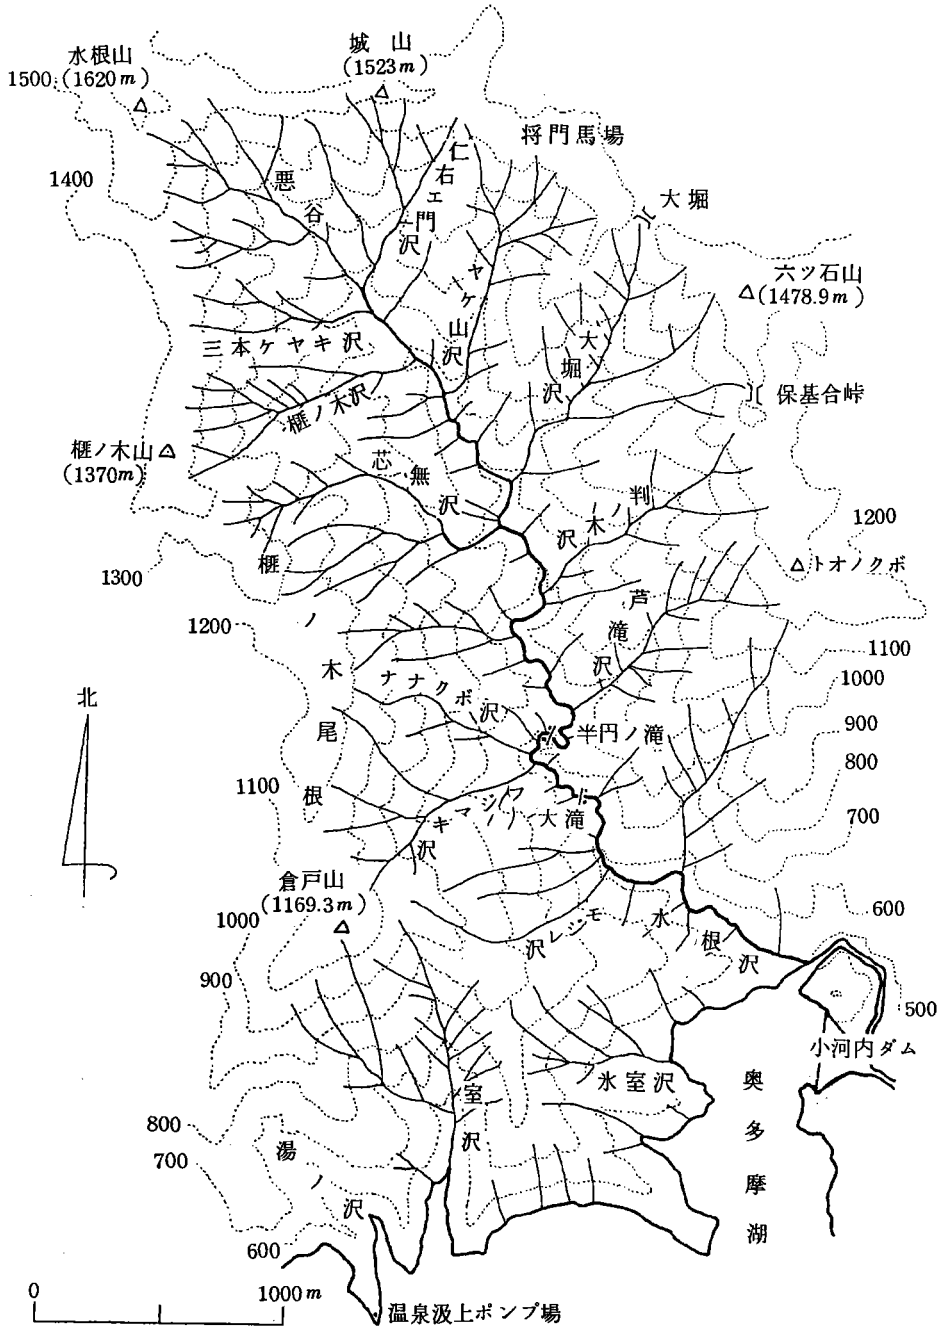 水根山
(1620m)
1500
城山
(1523m)
将門馬場
1400
悪谷
仁右エ門沢
大堀
六ツ石山
(1478.9m)
ヤケ山沢
三本ケヤキ沢
大堀沢
保基合峠
榧ノ木沢
榧ノ木山
(1370m)
芯無沢
判ノ木沢
1200
トオノクボ
1300
榧ノ木尾根
1200
芦滝沢
1100
1000
ナナクボ沢
900
北
半円ノ滝
800
1100
700
キマジノワ沢
大滝
倉戸山
(1169.3m)
1000
600
水根沢
モジレ沢
900
500
小河内ダム
氷室沢
奥多摩湖
室沢
800
700
湯ノ沢
600
0
1000m
温泉汲上ポンプ場